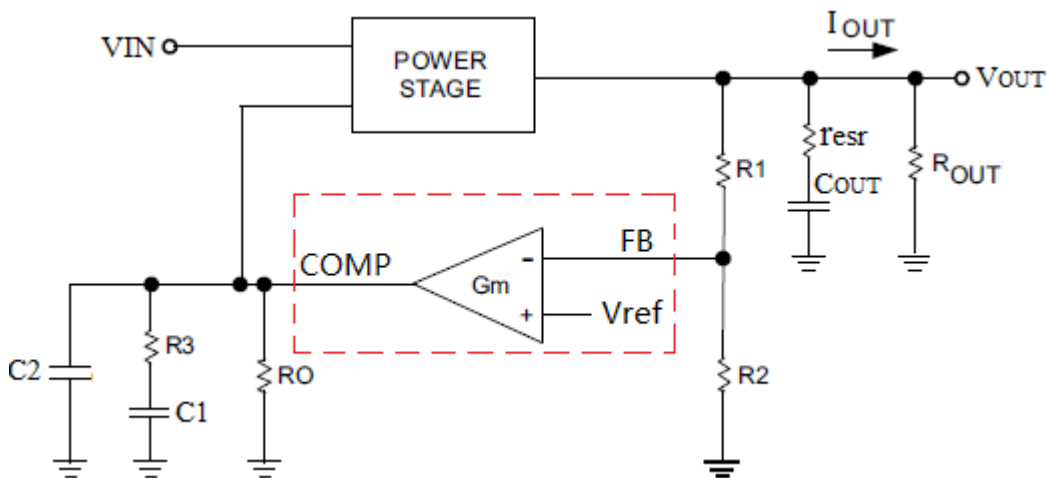 IOUT
VIN
POWER
STAGE
VOUT
resr
R1
COUT
ROUT
FB
COMP
-
Gm
+
Vref
R3
C2
RO
R2
C1